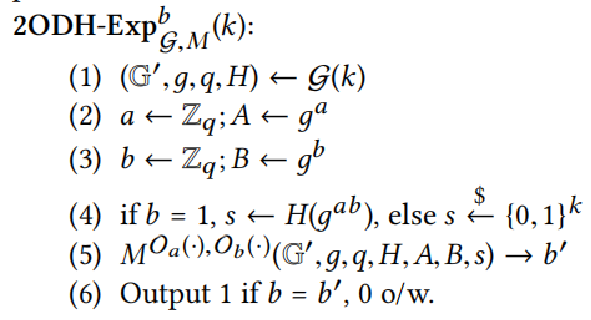 2ODH-Exp^b_{𝒢,M}(k):
(1) (𝔾′, g, q, H) ← 𝒢(k)
(2) a ← ℤ_q; A ← g^a
(3) b ← ℤ_q; B ← g^b
(4) if b = 1, s ← H(g^{ab}), else s ←$ {0, 1}^k
(5) M^{O_a(·),O_b(·)}(𝔾′, g, q, H, A, B, s) → b′
(6) Output 1 if b = b′, 0 o/w.